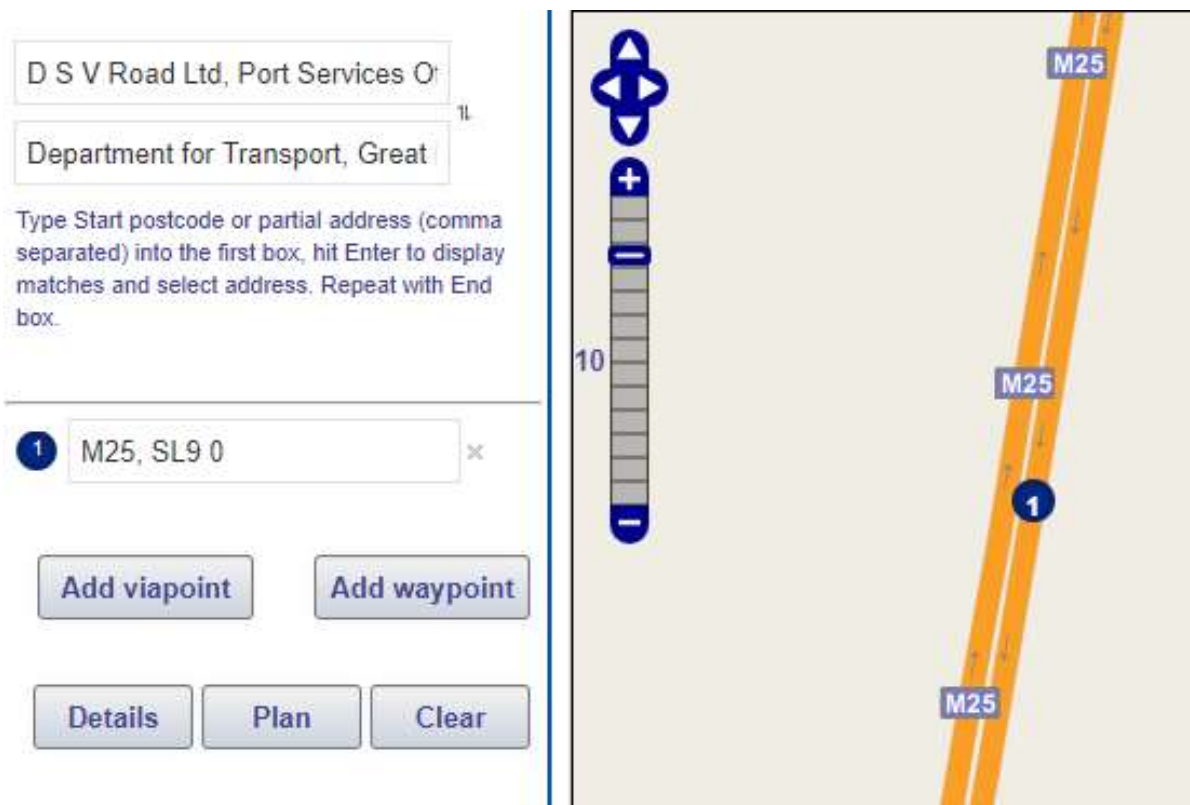 D S V Road Ltd, Port Services
Department for Transport, Great
Type Start postcode or partial address (comma
separated) into the first box, hit Enter to display
matches and select address. Repeat with End
box.
1
M25, SL9 0
Add viapoint
Add waypoint
Details
Plan
Clear
M25
+
10
M25
1
−
M25